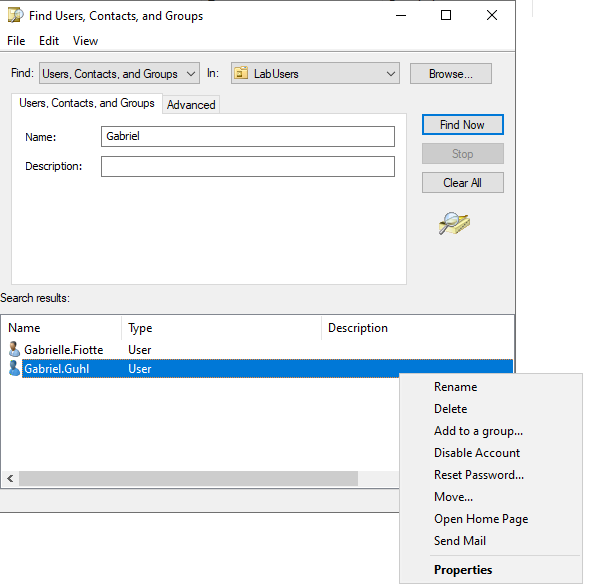 Find Users, Contacts, and Groups
File Edit View
Find: Users, Contacts, and Groups In: LabUsers Browse...
Users, Contacts, and Groups Advanced
Find Now
Name: Gabriel
Stop
Description:
Clear All
Search results:
Name Type Description
Gabrielle.Fiotte User
Gabriel.Guhl User
Rename
Delete
Add to a group...
Disable Account
Reset Password...
Move...
Open Home Page
Send Mail
Properties